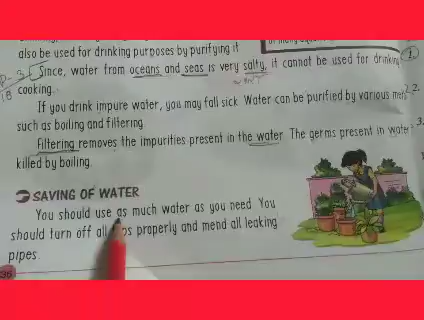 also be used for drinking purposes by purifying it
Since, water from oceans and seas is very salty, it cannot be used for drinking
cooking.
If you drink impure water, you may fall sick. Water can be purified by various
such as boiling and filtering.
Filtering removes the impurities present in the water. The germs present in water
killed by boiling.
SAVING OF WATER
You should use as much water as you need. You
should turn off all properly and mend all leaking
pipes.
36